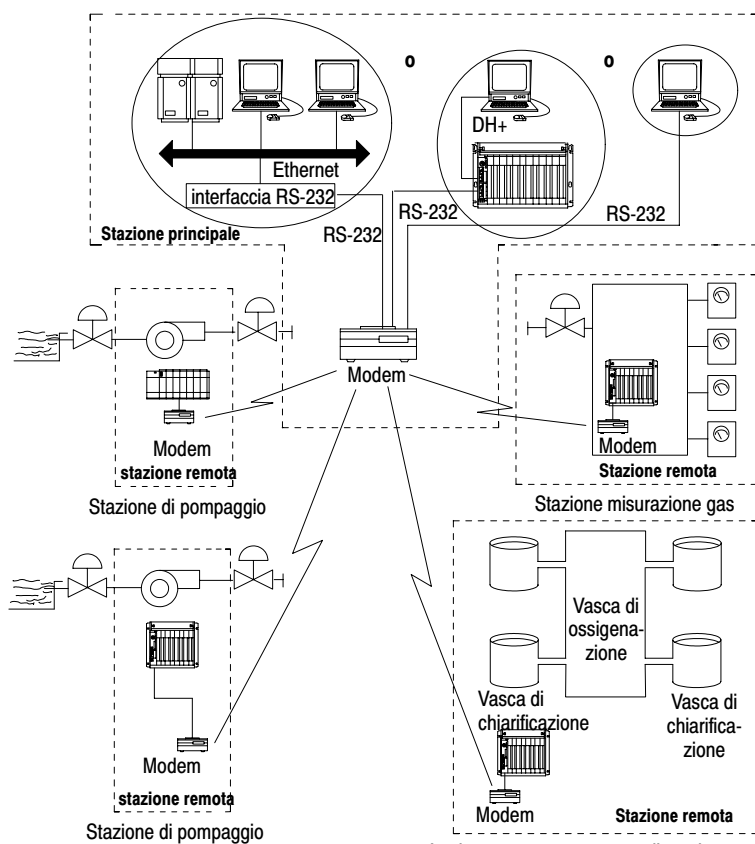 o
o
DH+
Ethernet
interfaccia RS-232
RS-232
RS-232
RS-232
Stazione principale
Modem
Modem
stazione remota
Stazione di pompaggio
Modem
Stazione remota
Stazione misurazione gas
Modem
stazione remota
Stazione di pompaggio
Vasca di
ossigena-
zione
Vasca di
chiarificazione
Vasca di
chiarifica-
zione
Modem
Stazione remota